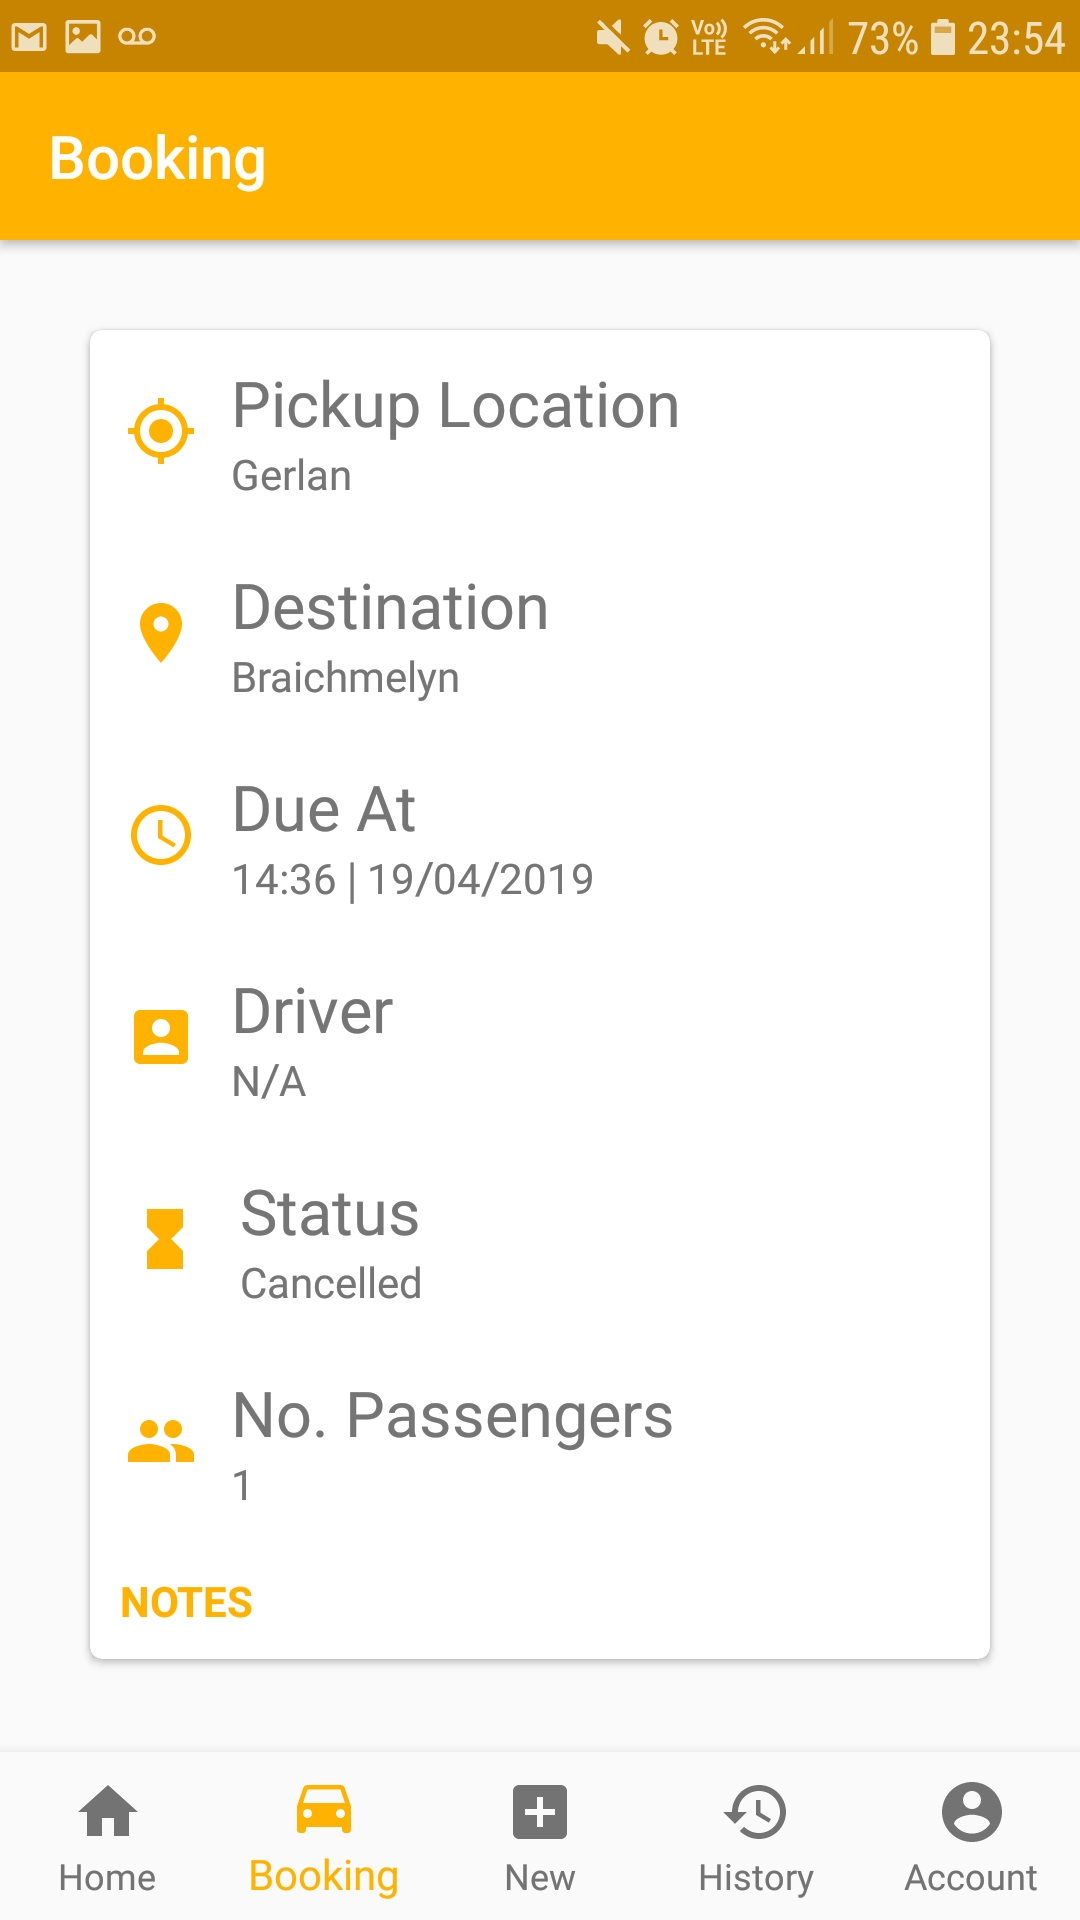 Vo)) LTE 73% 23:54
Booking
Pickup Location
Gerlan
Destination
Braichmelyn
Due At
14:36 | 19/04/2019
Driver
N/A
Status
Cancelled
No. Passengers
1
NOTES
Home Booking New History Account